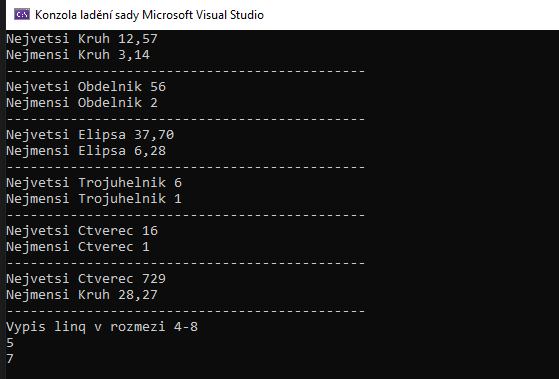 Konzola ladění sady Microsoft Visual Studio
Nejvetsi Kruh 12,57
Nejmensi Kruh 3,14
---------------------------------------------
Nejvetsi Obdelnik 56
Nejmensi Obdelnik 2
---------------------------------------------
Nejvetsi Elipsa 37,70
Nejmensi Elipsa 6,28
---------------------------------------------
Nejvetsi Trojuhelnik 6
Nejmensi Trojuhelnik 1
---------------------------------------------
Nejvetsi Ctverec 16
Nejmensi Ctverec 1
---------------------------------------------
Nejvetsi Ctverec 729
Nejmensi Kruh 28,27
---------------------------------------------
Vypis linq v rozmezi 4-8
5
7